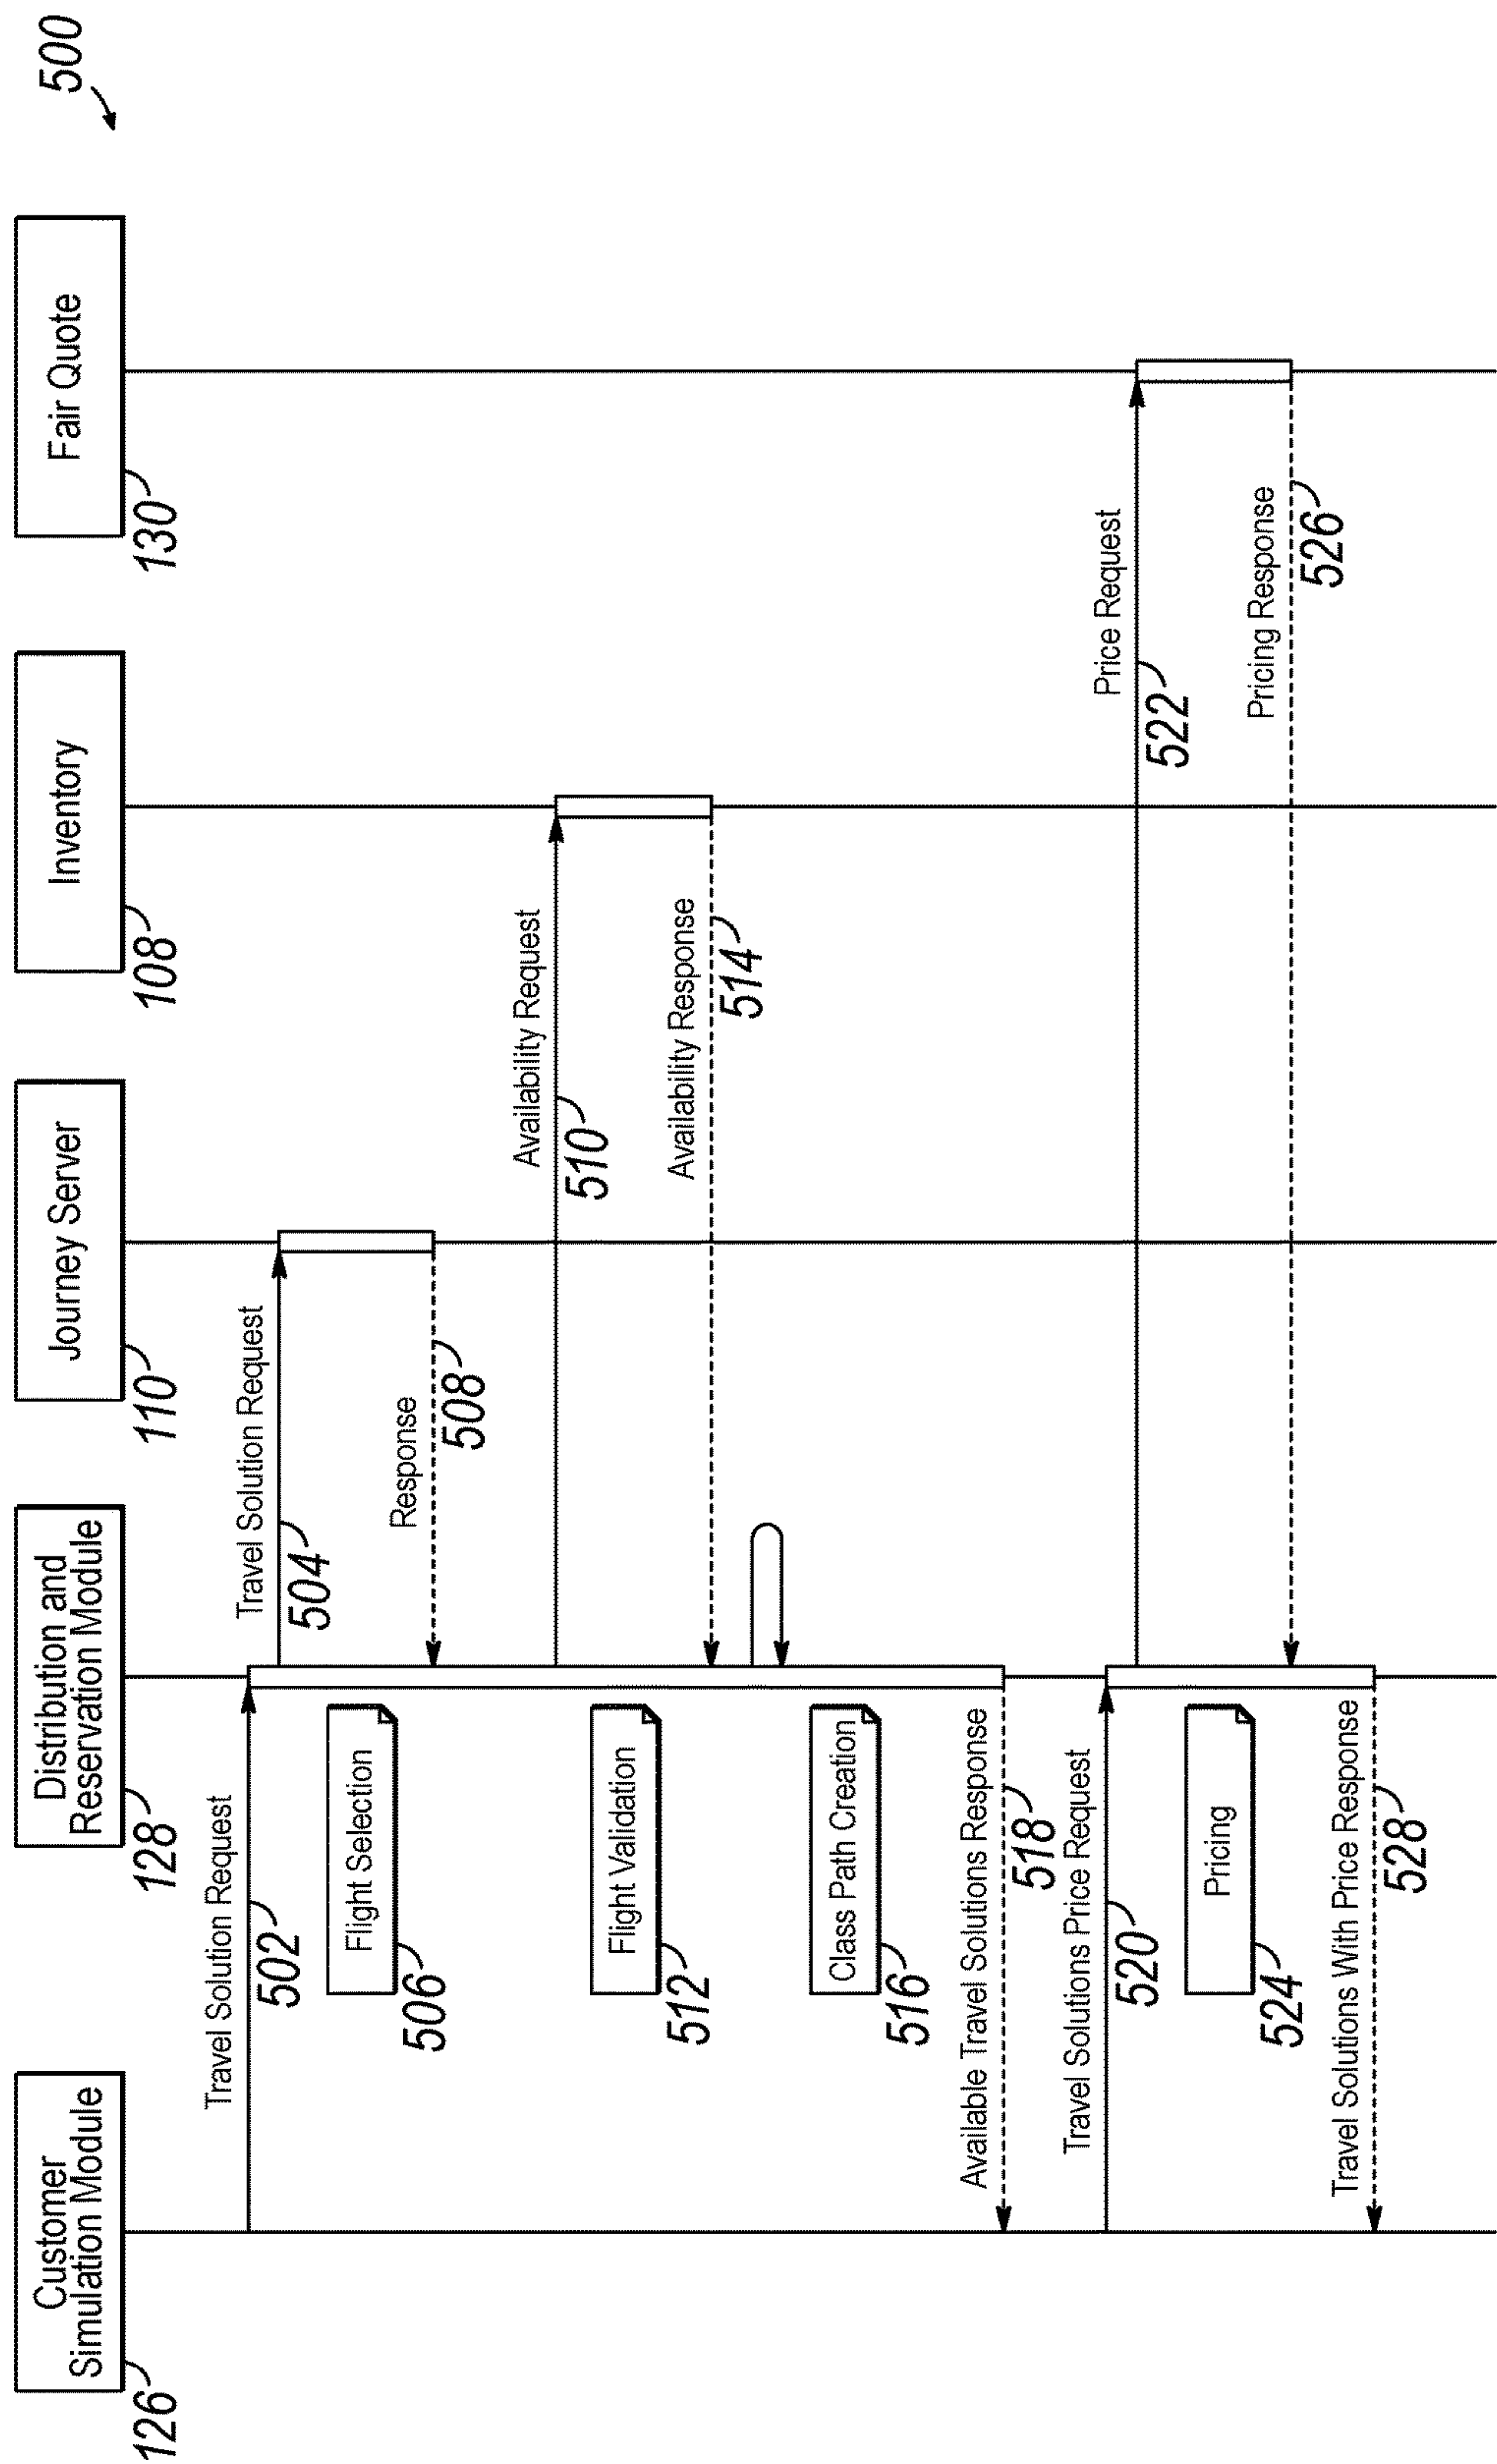 500
Customer
Simulation Module
126
Distribution and
Reservation Module
128
Journey Server
110
Inventory
108
Fair Quote
130
Travel Solution Request
502
Travel Solution Request
504
Flight Selection
506
Response
508
Availability Request
510
Flight Validation
512
Availability Response
514
Class Path Creation
516
Available Travel Solutions Response
518
Travel Solutions Price Request
520
Price Request
522
Pricing
524
Pricing Response
526
Travel Solutions With Price Response
528